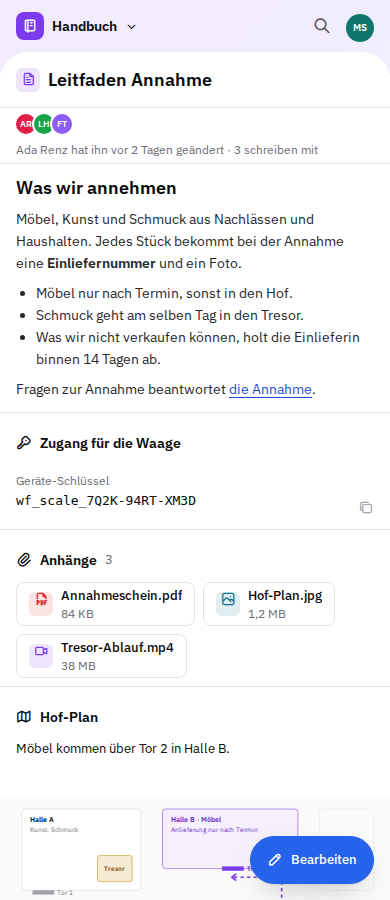 Handbuch
MS
Leitfaden Annahme
AR LH FT
Ada Renz hat ihn vor 2 Tagen geändert · 3 schreiben mit
Was wir annehmen
Möbel, Kunst und Schmuck aus Nachlässen und
Haushalten. Jedes Stück bekommt bei der Annahme
eine Einliefernummer und ein Foto.
• Möbel nur nach Termin, sonst in den Hof.
• Schmuck geht am selben Tag in den Tresor.
• Was wir nicht verkaufen können, holt die Einlieferin
binnen 14 Tagen ab.
Fragen zur Annahme beantwortet die Annahme.
Zugang für die Waage
Geräte-Schlüssel
wf_scale_7Q2K-94RT-XM3D
Anhänge 3
PDF
Annahmeschein.pdf
84 KB
Hof-Plan.jpg
1,2 MB
Tresor-Ablauf.mp4
38 MB
Hof-Plan
Möbel kommen über Tor 2 in Halle B.
Halle A
Kunst, Schmuck
Tresor
Tor 1
Halle B · Möbel
Anlieferung nur nach Termin
Bearbeiten